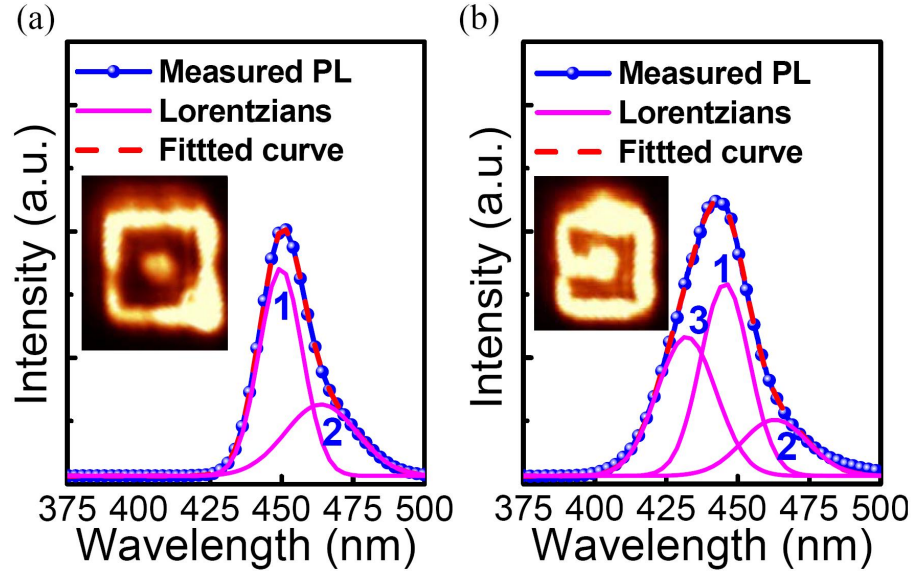 (a)
Measured PL
Lorentzians
Fittted curve
1
2
Intensity (a.u.)
375 400 425 450 475 500
Wavelength (nm)
(b)
Measured PL
Lorentzians
Fittted curve
1
3
2
Intensity (a.u.)
375 400 425 450 475 500
Wavelength (nm)